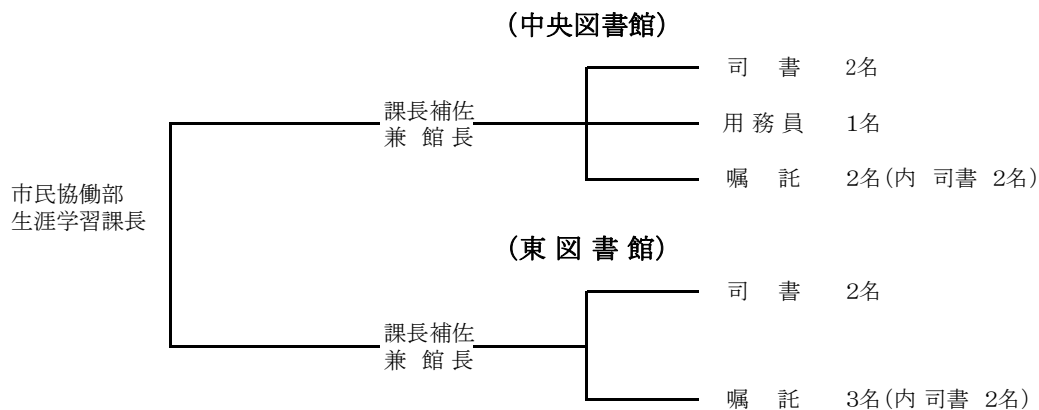 (中央図書館)
司 書 2名
課長補佐
兼 館 長
用 務 員 1名
嘱 託 2名(内 司書 2名)
市民協働部
生涯学習課長
(東 図 書 館)
司 書 2名
課長補佐
兼 館 長
嘱 託 3名(内 司書 2名)